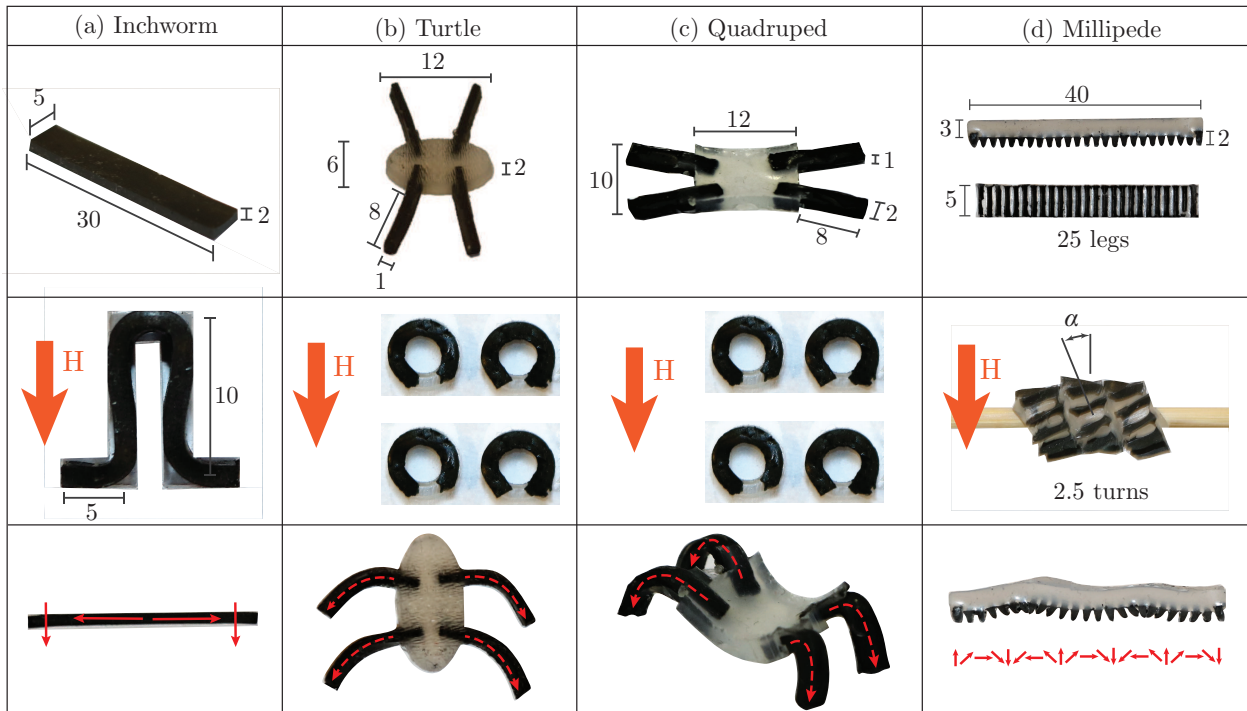 (a) Inchworm
(b) Turtle
(c) Quadruped
(d) Millipede
5
30
2
12
6
2
8
1
12
10
1
2
8
40
3
2
5
25 legs
H
10
5
H
H
H
α
2.5 turns